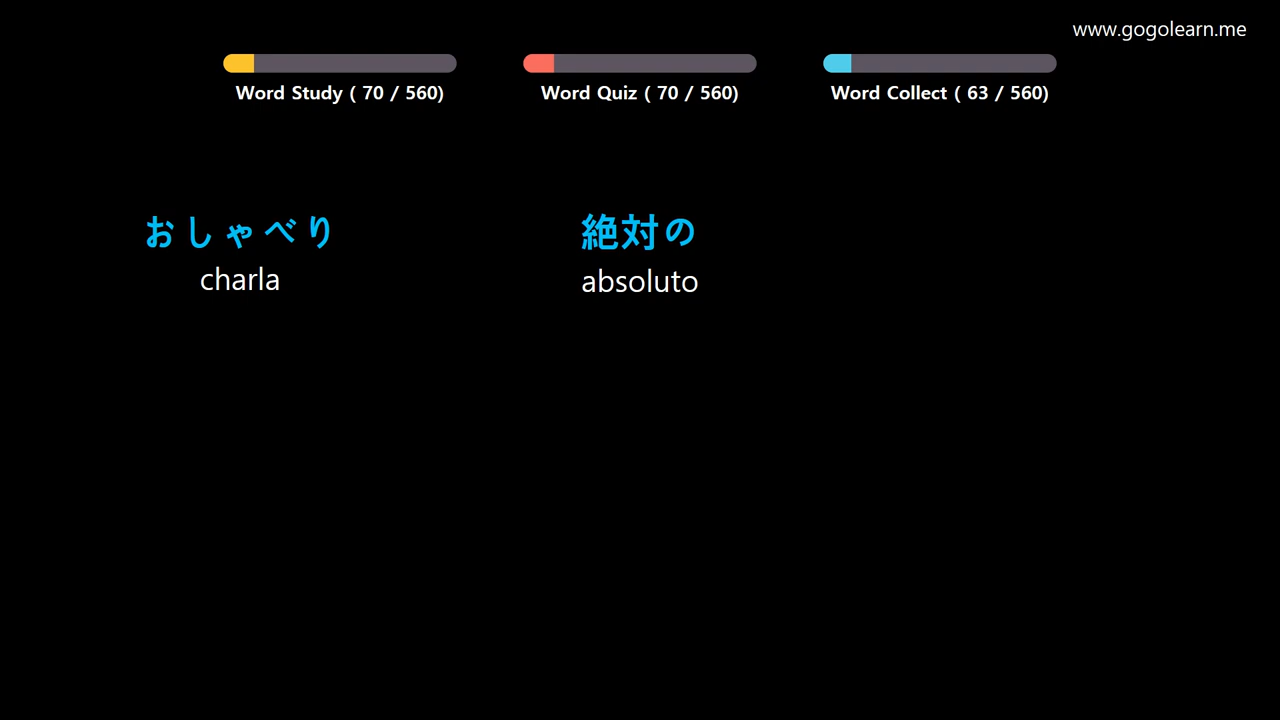 www.gogolearn.me
Word Study ( 70 / 560)
Word Quiz ( 70 / 560)
Word Collect ( 63 / 560)
おしゃべり
charla
絶対の
absoluto